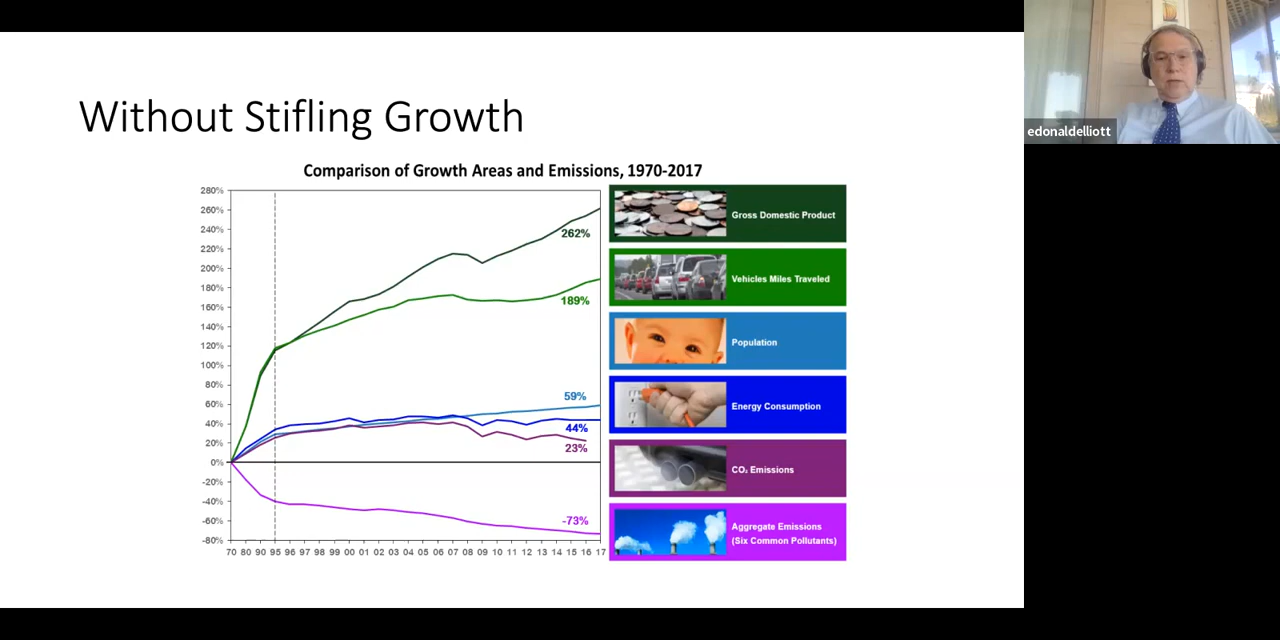 Without Stifling Growth
edonaldelliott
Comparison of Growth Areas and Emissions, 1970-2017
280%
260%
240%
220%
200%
180%
160%
140%
120%
100%
80%
60%
40%
20%
0%
-20%
-40%
-60%
-80%
262%
189%
59%
44%
23%
-73%
70 80 90 95 96 97 98 99 00 01 02 03 04 05 06 07 08 09 10 11 12 13 14 15 16 17
Gross Domestic Product
Vehicles Miles Traveled
Population
Energy Consumption
CO₂ Emissions
Aggregate Emissions
(Six Common Pollutants)